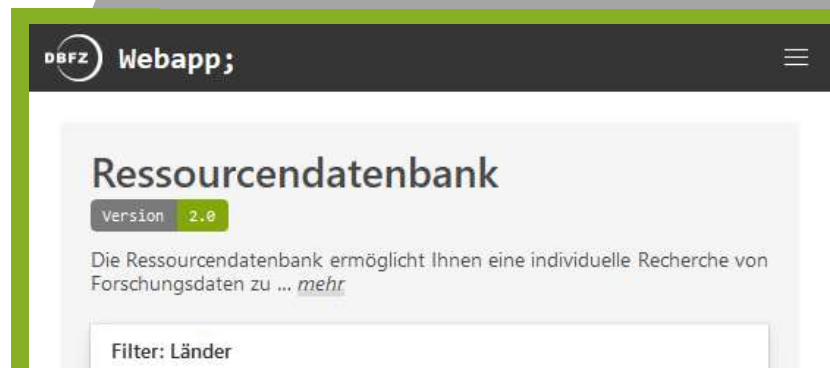 DBFZ Webapp;
Ressourcendatenbank
Version 2.0
Die Ressourcendatenbank ermöglicht Ihnen eine individuelle Recherche von
Forschungsdaten zu ... mehr
Filter: Länder